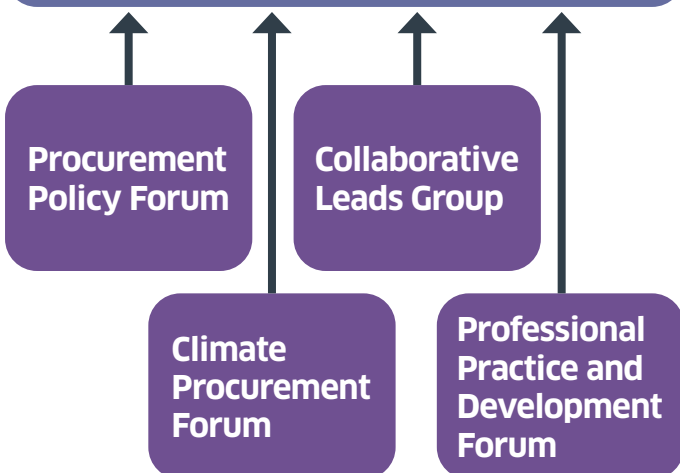 Procurement
Policy Forum
Collaborative
Leads Group
Climate
Procurement
Forum
Professional
Practice and
Development
Forum